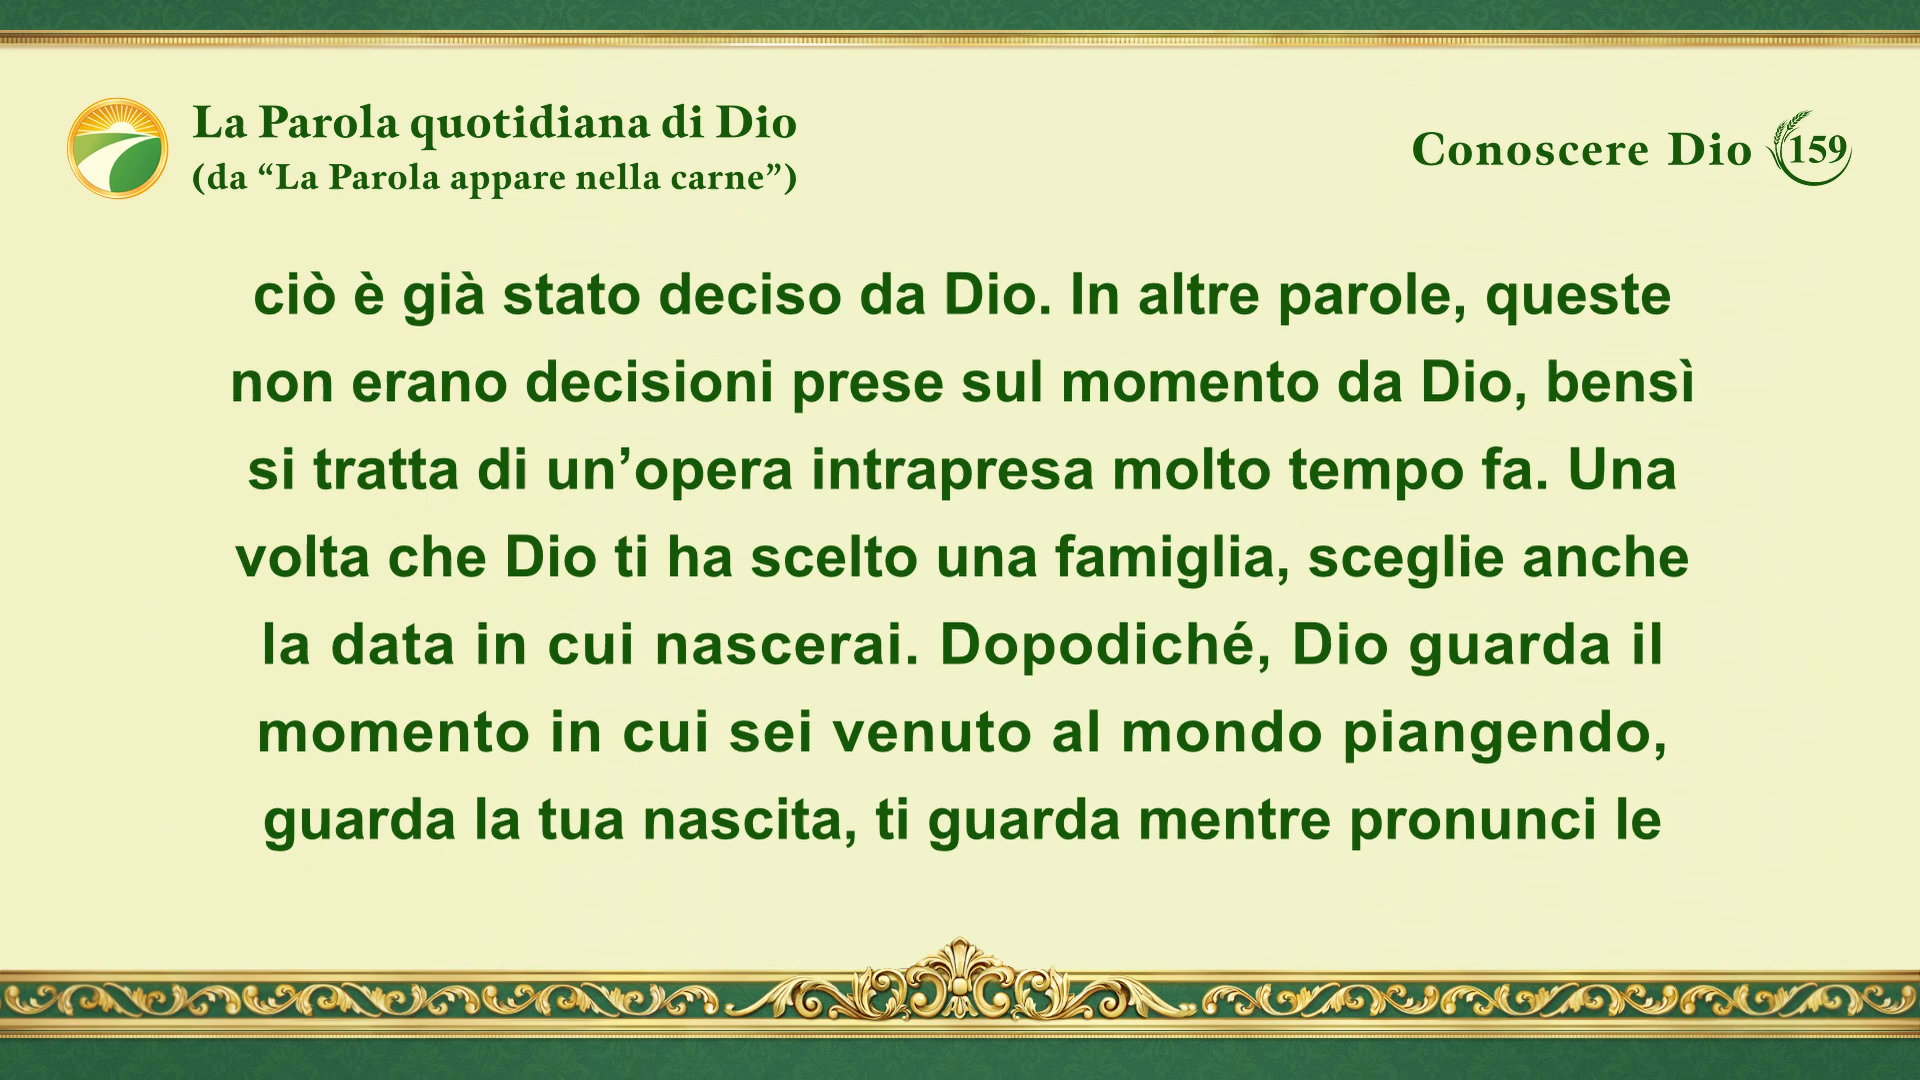 La Parola quotidiana di Dio
(da “La Parola appare nella carne”)
Conoscere Dio 159
ciò è già stato deciso da Dio. In altre parole, queste
non erano decisioni prese sul momento da Dio, bensì
si tratta di un’opera intrapresa molto tempo fa. Una
volta che Dio ti ha scelto una famiglia, sceglie anche
la data in cui nascerai. Dopodiché, Dio guarda il
momento in cui sei venuto al mondo piangendo,
guarda la tua nascita, ti guarda mentre pronunci le